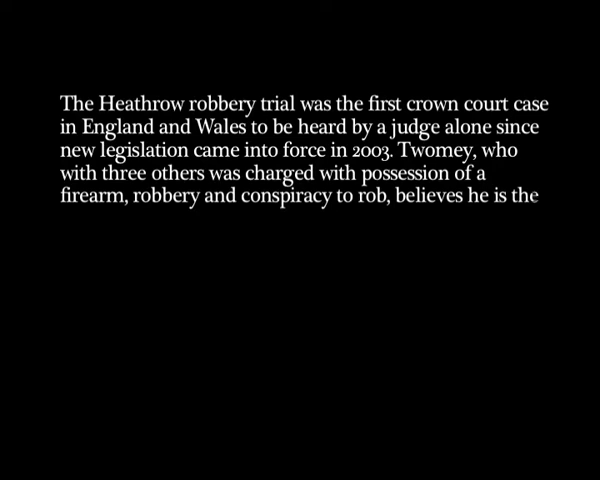 The Heathrow robbery trial was the first crown court case
in England and Wales to be heard by a judge alone since
new legislation came into force in 2003. Twomey, who
with three others was charged with possession of a
firearm, robbery and conspiracy to rob, believes he is the